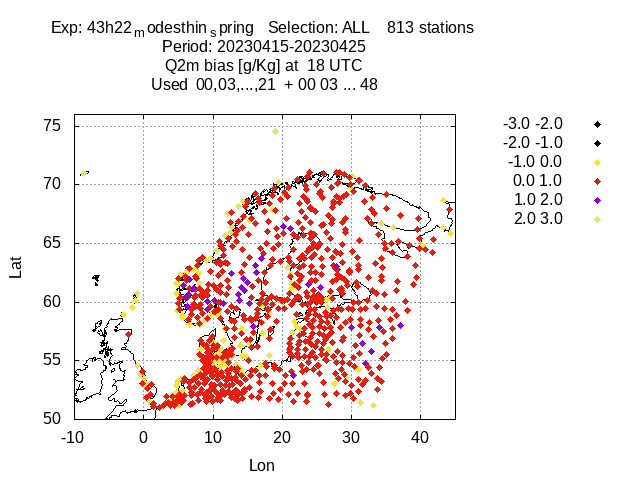 Exp: 43h22modesthinspring   Selection: ALL    813 stations
Period: 20230415-20230425
Q2m bias [g/Kg] at  18 UTC
Used  00,03,...,21  + 00 03 ... 48
-3.0 -2.0
-2.0 -1.0
-1.0 0.0
0.0 1.0
1.0 2.0
2.0 3.0
75
70
65
60
55
50
Lat
-10 0 10 20 30 40
Lon